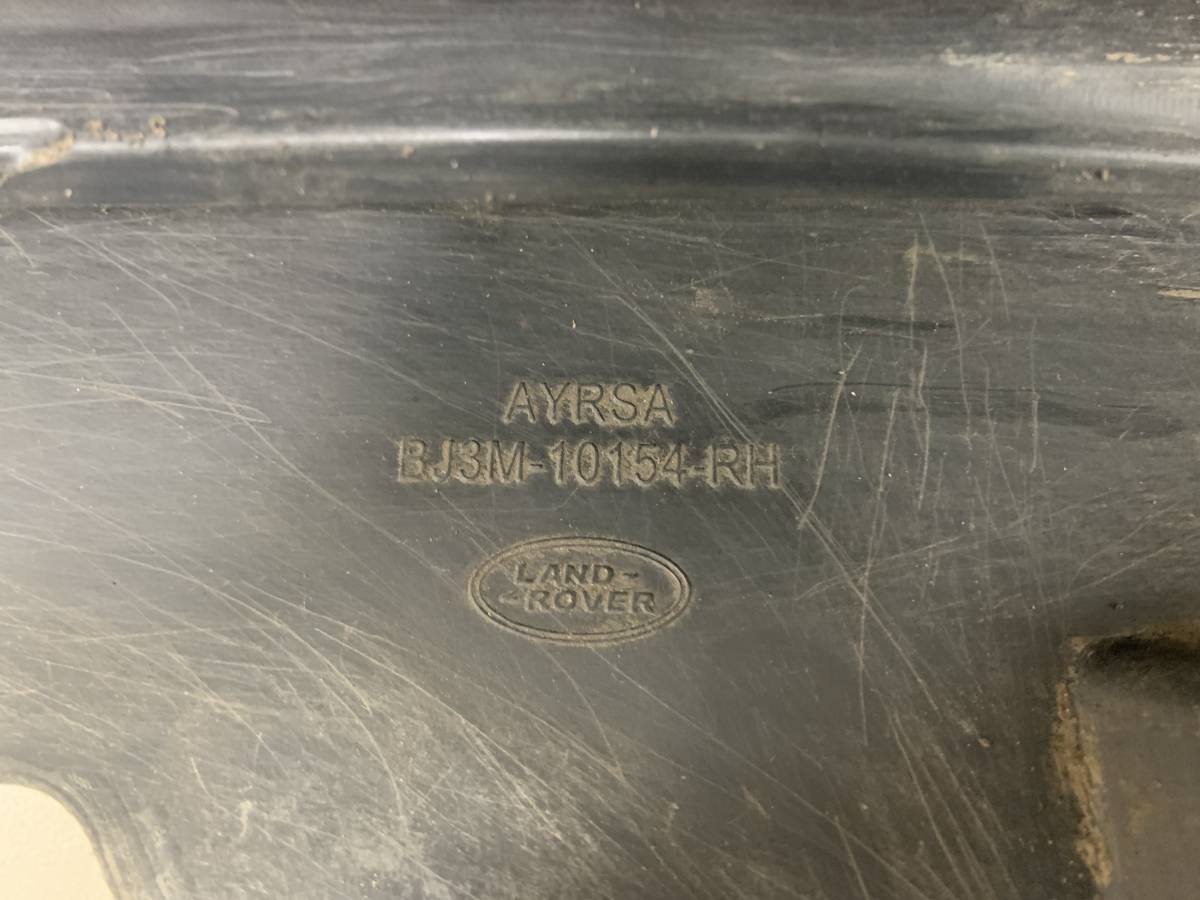 AYRSA
BJ3M-10154-RH
LAND-
-ROVER